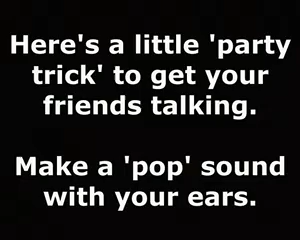 Here's a little 'party
trick' to get your
friends talking.
Make a 'pop' sound
with your ears.